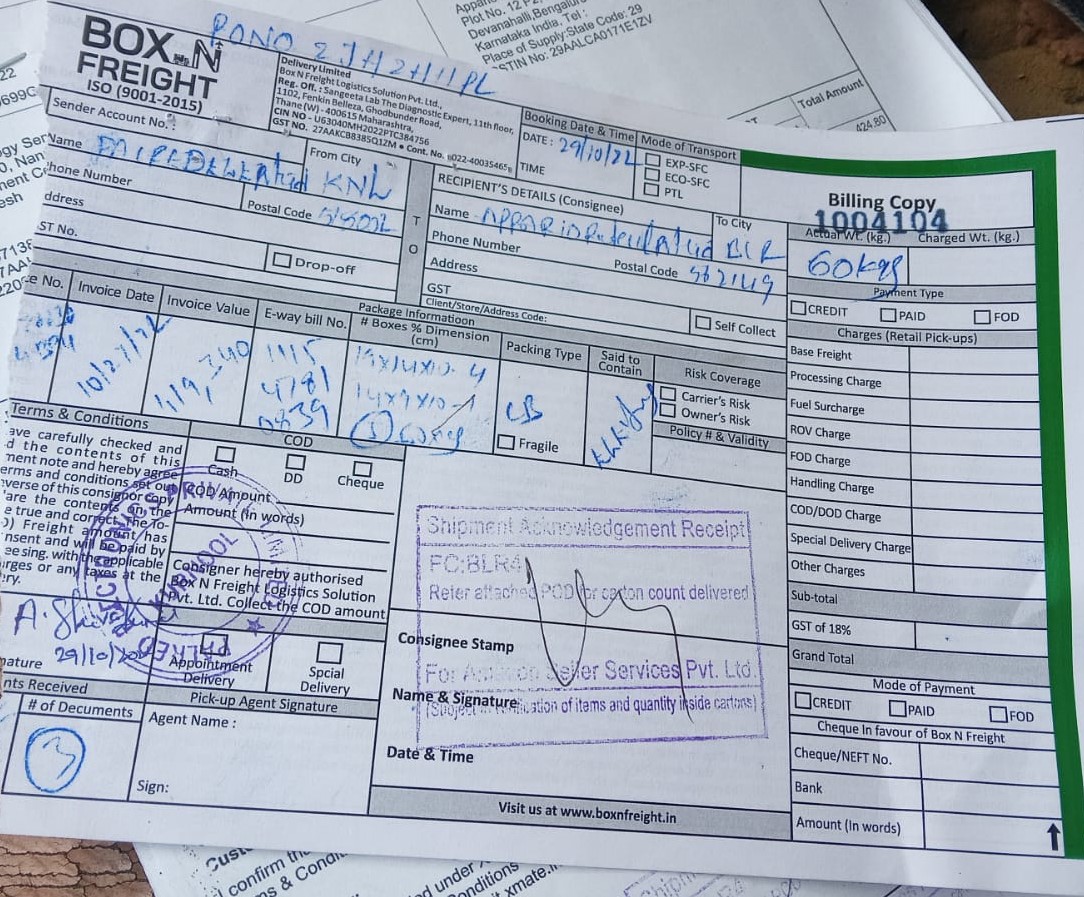 Plot No. 12 P2,
Devanahalli, Bengalur
Karnataka India. Tel :
Place of Supply-State Code: 29
STIN No: 29AALCA0171E1ZV
Total Amount
424.80
PONO 2JH2H11PL
BOX N
FREIGHT
ISO (9001-2015)
Delivery Limited
Box N Freight Logistics Solution Pvt. Ltd.,
Reg. Off. : Sangeeta Lab The Diagnostic Expert, 11th floor,
1102, Fenkin Belleza, Ghodbunder Road,
Thane (W) - 400615 Maharashtra,
CIN NO - U63040MH2022PTC384756
GST NO. 27AAKCB8385Q1ZM • Cont. No. 022-40035465
Booking Date & Time
DATE : 29/10/22
TIME
Mode of Transport
EXP-SFC
ECO-SFC
PTL
Billing Copy
1004104
Sender Account No. :
Name
From City
KNL
Phone Number
Postal Code 518002
ddress
ST No.
Drop-off
T
O
RECIPIENT'S DETAILS (Consignee)
Name
To City
BLR
Phone Number
Postal Code 562149
Address
GST
Client/Store/Address Code:
Self Collect
Actual Wt. (kg.)
Charged Wt. (kg.)
60kgs
Payment Type
CREDIT
PAID
FOD
Package Informatioon
ce No.
Invoice Date
Invoice Value
E-way bill No.
# Boxes % Dimension
(cm)
Packing Type
Said to
Contain
Risk Coverage
10/27/22
1,19,340
1115
4781
0839
19x14x10-4
14x9x10-1
CB
Fragile
Carrier's Risk
Owner's Risk
Policy # & Validity
Charges (Retail Pick-ups)
Base Freight
Processing Charge
Fuel Surcharge
ROV Charge
FOD Charge
Handling Charge
COD/DOD Charge
Special Delivery Charge
Other Charges
Sub-total
GST of 18%
Grand Total
Mode of Payment
CREDIT
PAID
FOD
Cheque In favour of Box N Freight
Cheque/NEFT No.
Bank
Amount (In words)
Terms & Conditions
ave carefully checked and
d the contents of this
ment note and hereby agree
erms and conditions set out
verse of this consignor copy
are the contents on the
e true and correct. The To-
) Freight amount has
nsent and will be paid by
ee sing. with the applicable
arges or any taxes at the
ery.
COD
Cash
DD
Cheque
COD Amount
Amount (In words)
Consigner hereby authorised
Box N Freight Logistics Solution
Pvt. Ltd. Collect the COD amount
KURNOOL
nature 29/10/
Appointment
Delivery
Spcial
Delivery
nts Received
# of Decuments
3
Pick-up Agent Signature
Agent Name :
Sign:
Shipment Acknowledgement Receipt
FC:BLR4
Refer attached POD for carton count delivered
Consignee Stamp
For Amazon Seller Services Pvt. Ltd.
Name & Signature
(Subject to verification of items and quantity inside cartons)
Date & Time
Visit us at www.boxnfreight.in